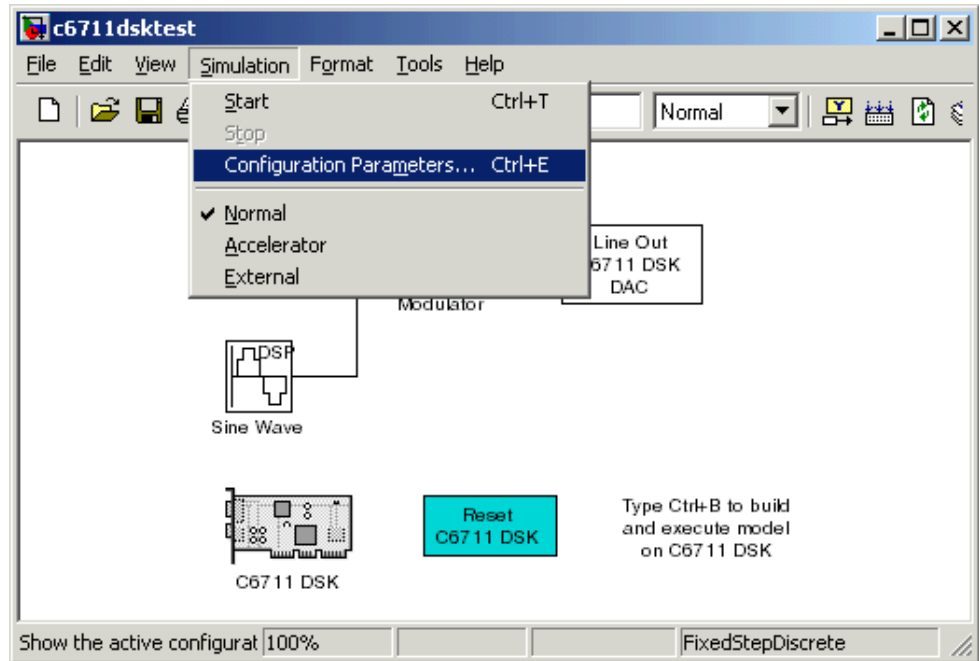 c6711dsktest
File Edit View Simulation Format Tools Help
Start Ctrl+T
Stop
Configuration Parameters... Ctrl+E
Normal
Accelerator
External
Normal
Line Out
6711 DSK
DAC
Modulator
DSP
Sine Wave
C6711 DSK
Reset
C6711 DSK
Type Ctrl+B to build
and execute model
on C6711 DSK
Show the active configurat 100% FixedStepDiscrete